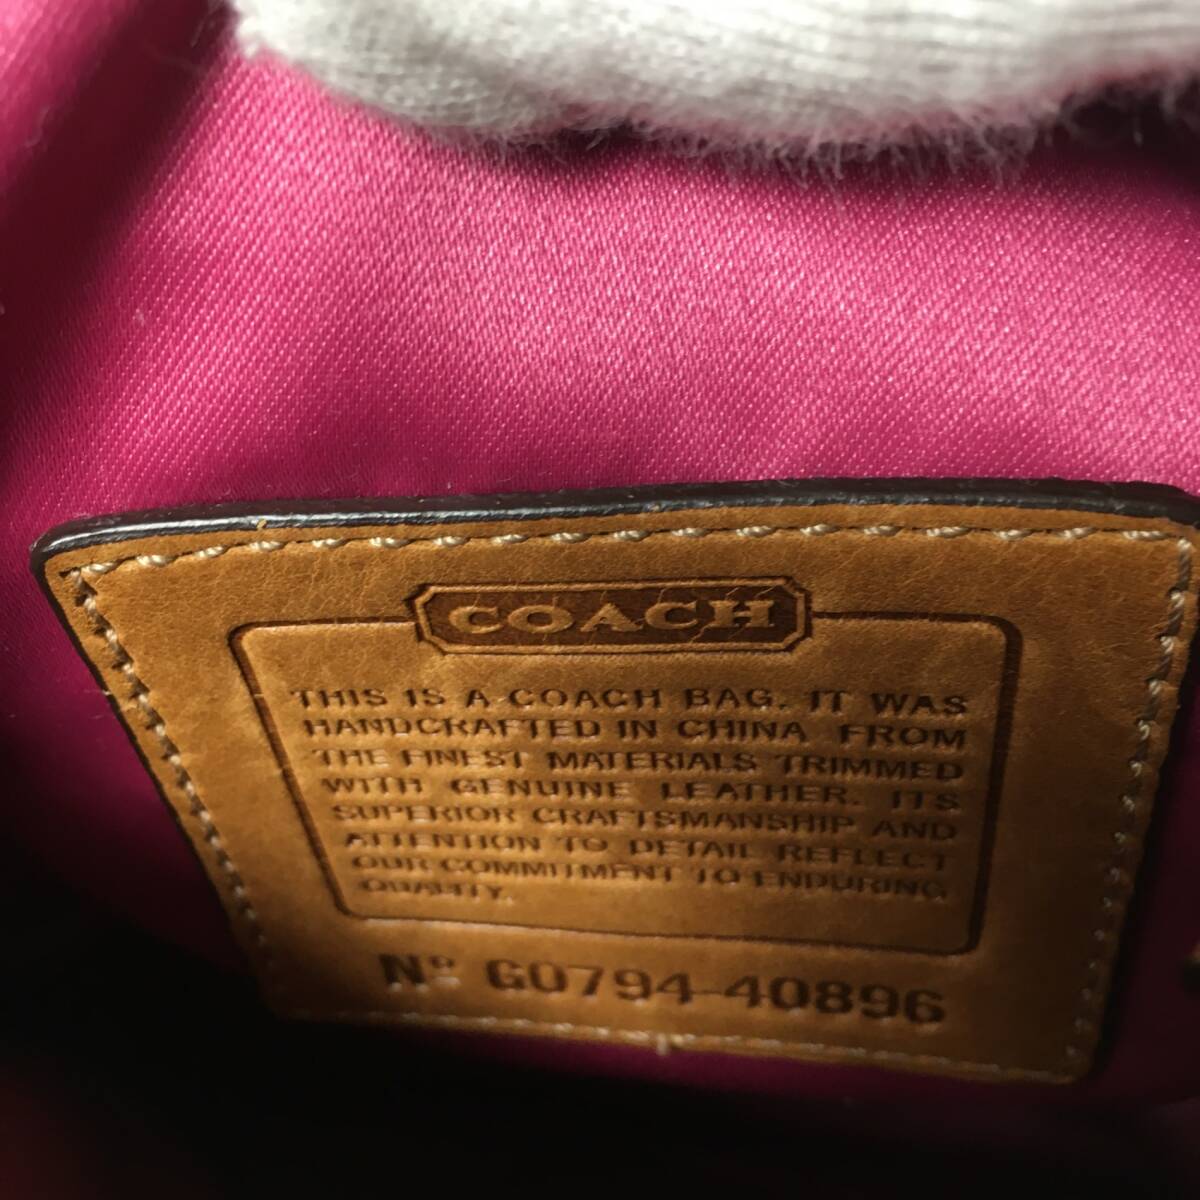 COACH
THIS IS A COACH BAG. IT WAS
HANDCRAFTED IN CHINA FROM
THE FINEST MATERIALS TRIMMED
WITH GENUINE LEATHER. ITS
SUPERIOR CRAFTSMANSHIP AND
ATTENTION TO DETAIL REFLECT
OUR COMMITMENT TO ENDURING
QUALITY.
Nº G0794-40896